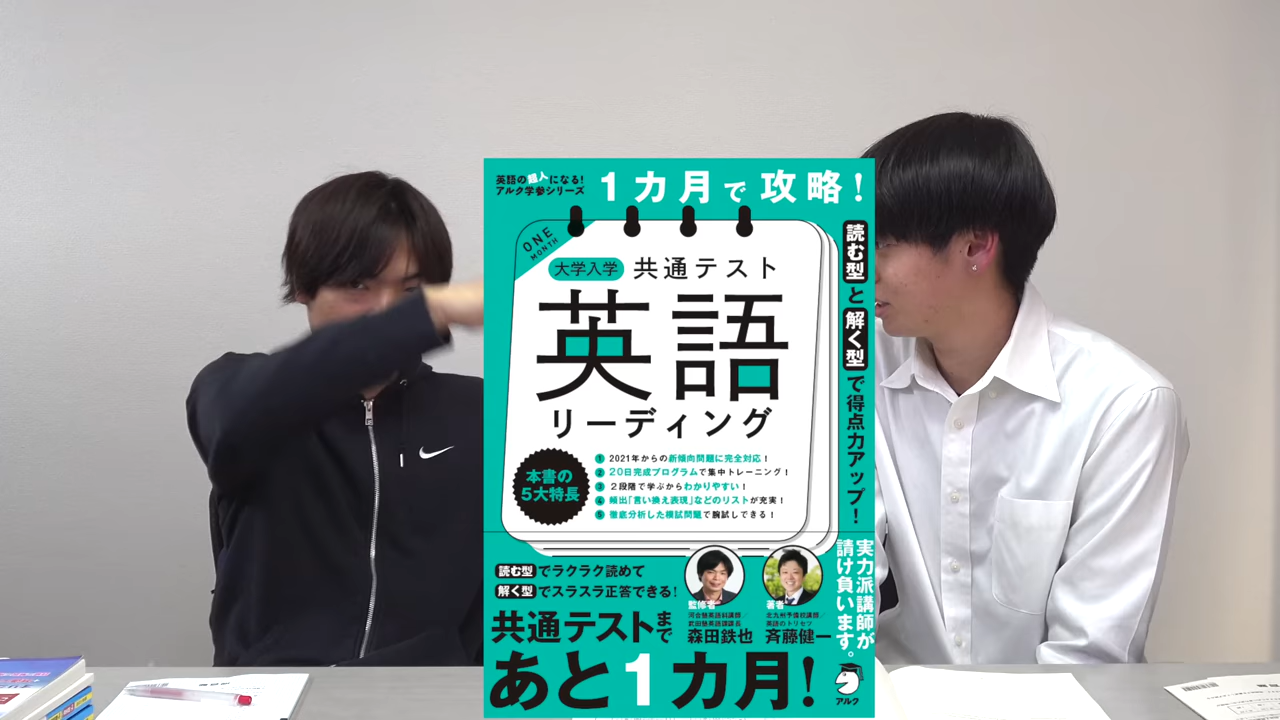 英語の超人になる！
アルク学参シリーズ
1カ月で攻略！
ONE
MONTH
大学入学 共通テスト
英語
リーディング
読む型と解く型で得点力アップ！
本書の
5大特長
1 2021年からの新傾向問題に完全対応！
2 20日完成プログラムで集中トレーニング！
3 2段階で学ぶからわかりやすい！
4 頻出「言い換え表現」などのリストが充実！
5 徹底分析した模試問題で腕試しできる！
読む型でラクラク読めて
解く型でスラスラ正答できる！
共通テストまで
あと1カ月！
監修者
河合塾英語科講師、
武田塾英語課課長
森田鉄也
著者
北九州予備校講師、
英語のトリセツ
斉藤健一
実力派講師が
請け負います。
アルク